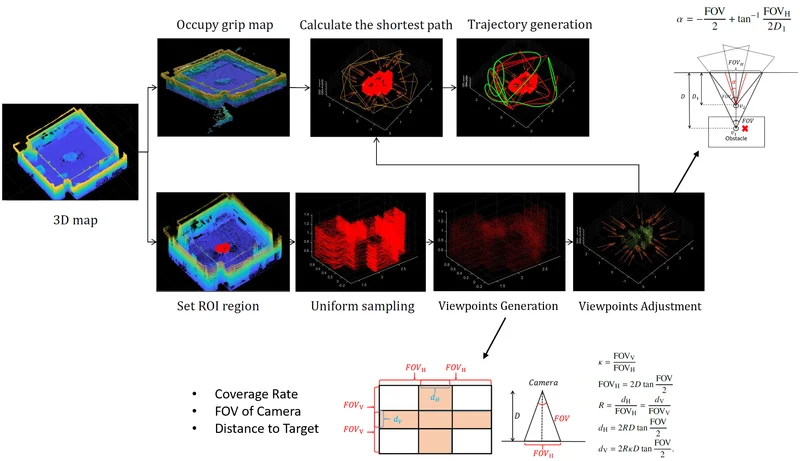 Occupy grip map
Calculate the shortest path
Trajectory generation
α = −FOV/2 + tan⁻¹ FOV_H/2D₁
FOV_H
D
D₁
FOV
Obstacle
3D map
Set ROI region
Uniform sampling
Viewpoints Generation
Viewpoints Adjustment
• Coverage Rate
• FOV of Camera
• Distance to Target
FOV_H
FOV_H
d_H
FOV_V
d_V
FOV_V
Camera
D
FOV
FOV_H
κ = FOV_V/FOV_H
FOV_H = 2D tan FOV/2
R = d_H/FOV_H = d_V/FOV_V
d_H = 2RD tan FOV/2
d_V = 2RκD tan FOV/2.